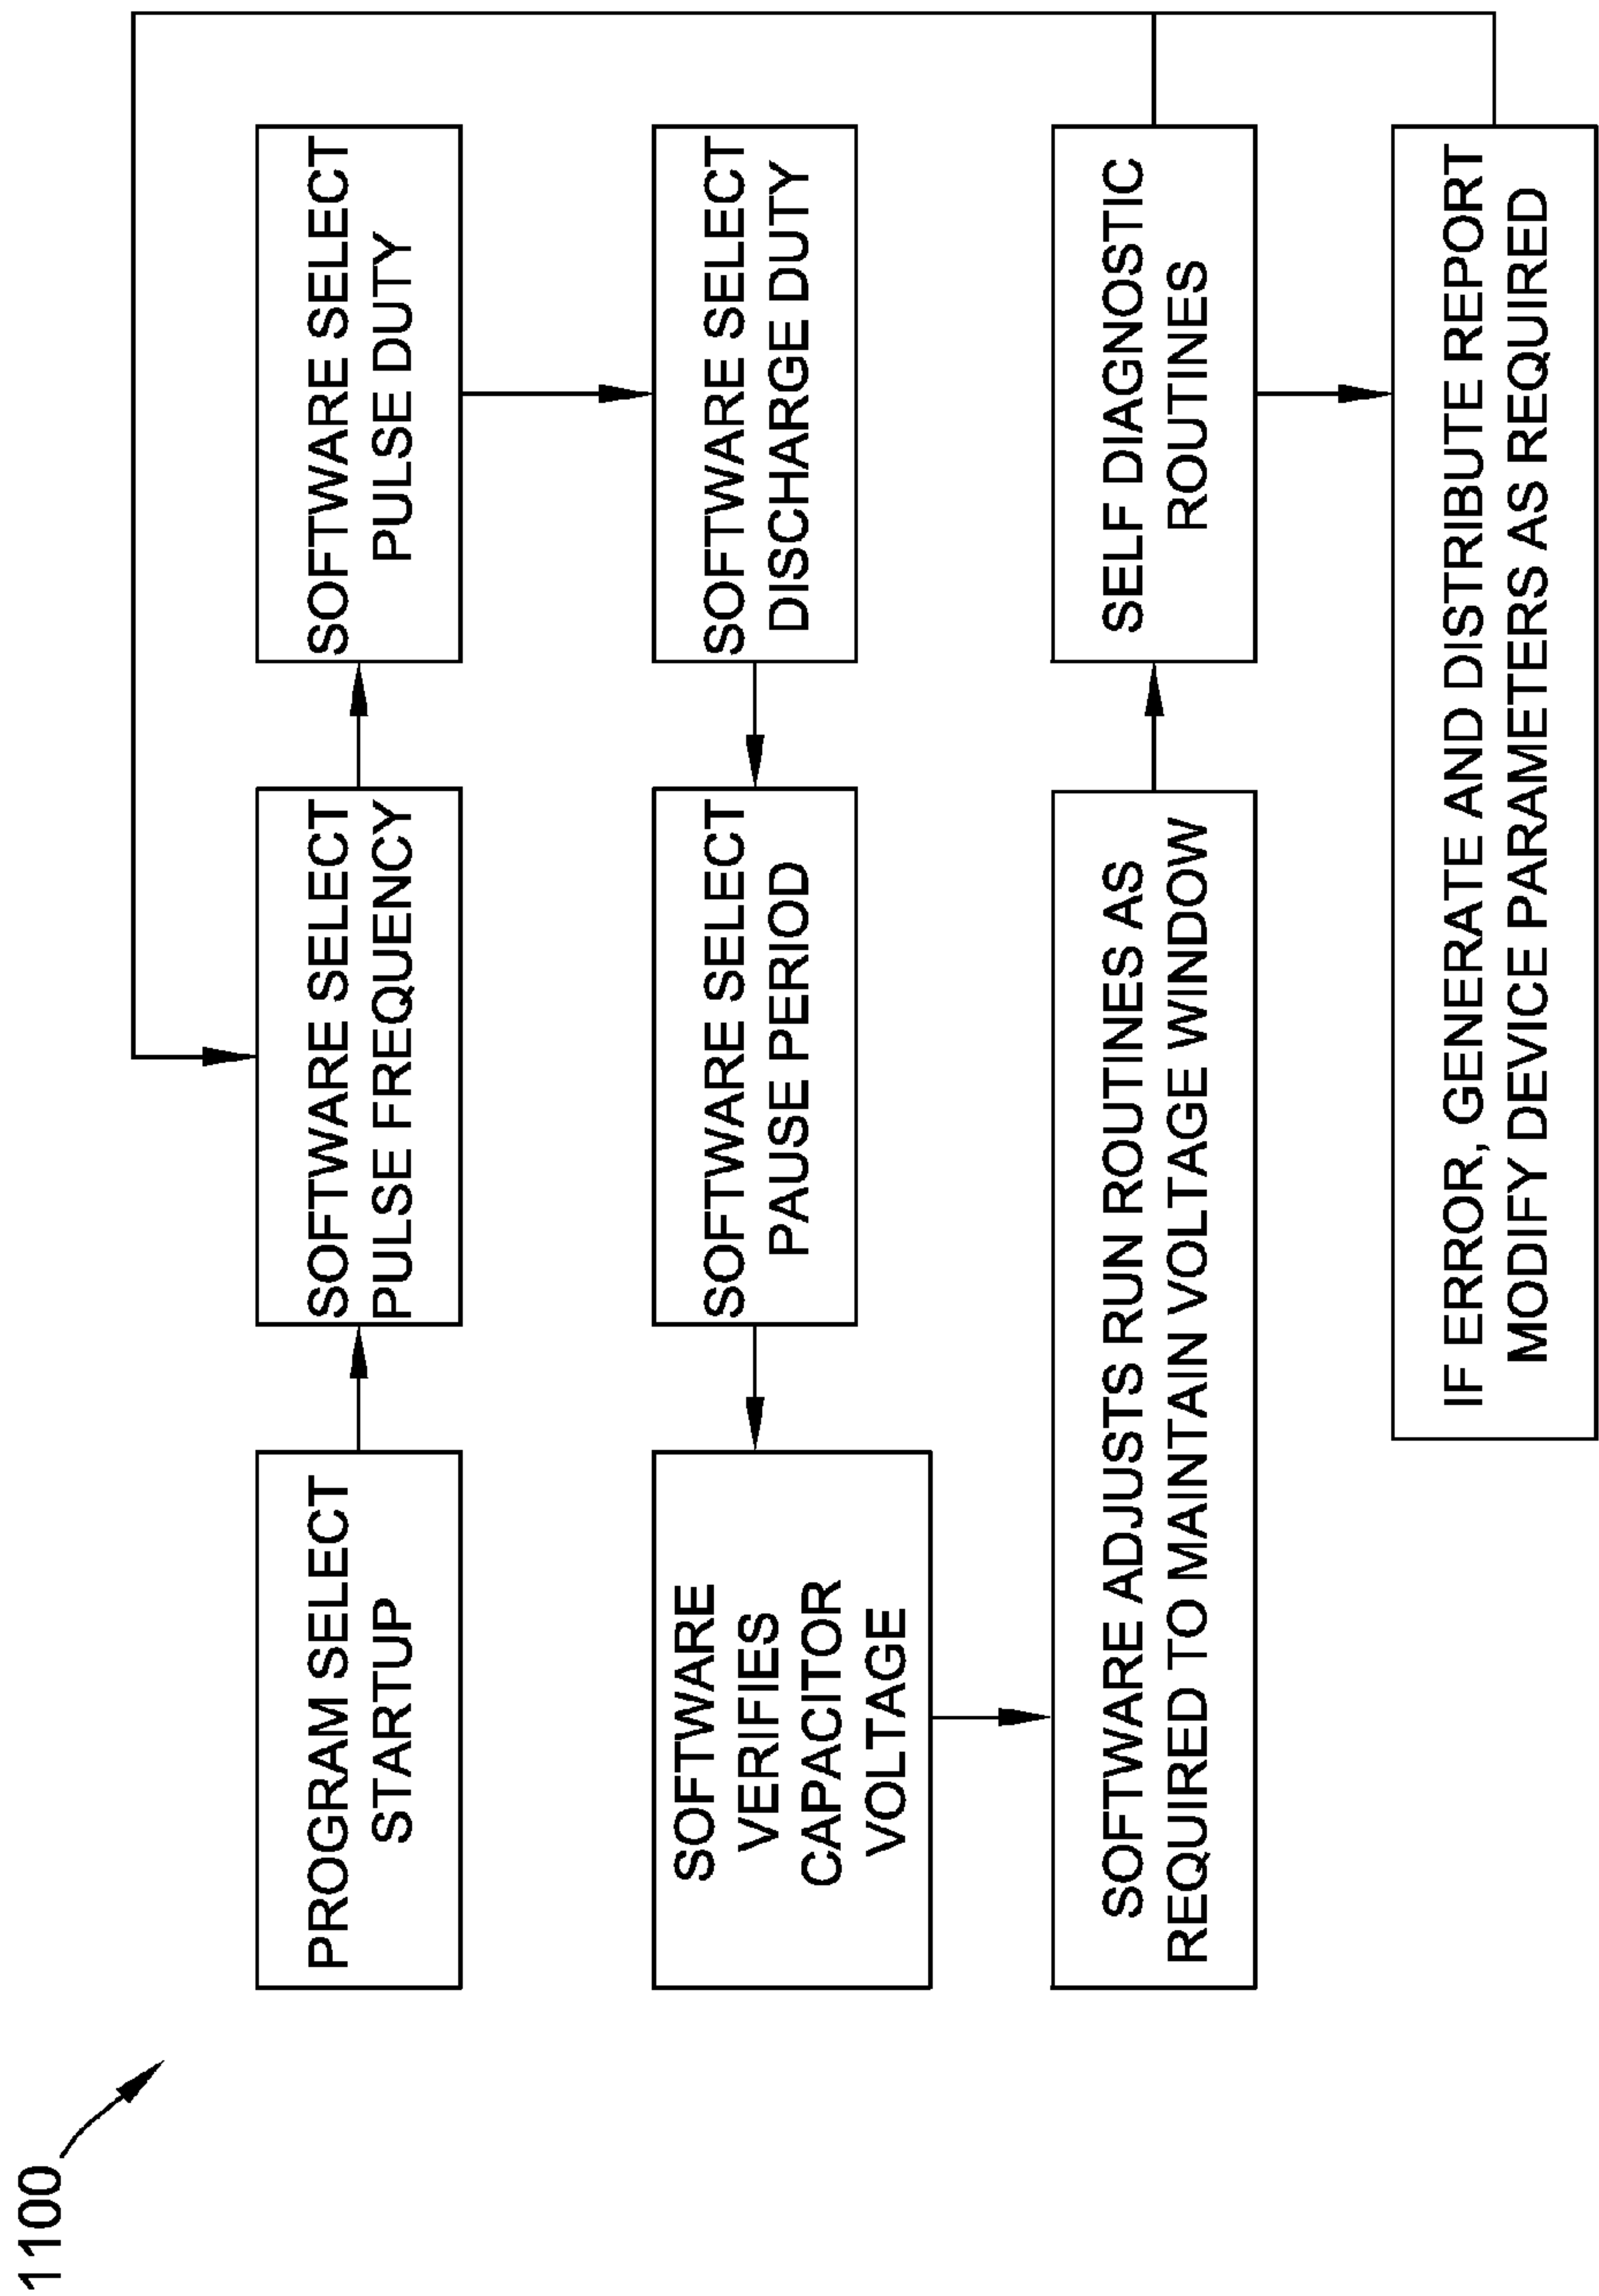 1100
PROGRAM SELECT
STARTUP
SOFTWARE SELECT
PULSE FREQUENCY
SOFTWARE SELECT
PULSE DUTY
SOFTWARE SELECT
DISCHARGE DUTY
SOFTWARE SELECT
PAUSE PERIOD
SOFTWARE
VERIFIES
CAPACITOR
VOLTAGE
SOFTWARE ADJUSTS RUN ROUTINES AS
REQUIRED TO MAINTAIN VOLTAGE WINDOW
SELF DIAGNOSTIC
ROUTINES
IF ERROR, GENERATE AND DISTRIBUTE REPORT
MODIFY DEVICE PARAMETERS AS REQUIRED